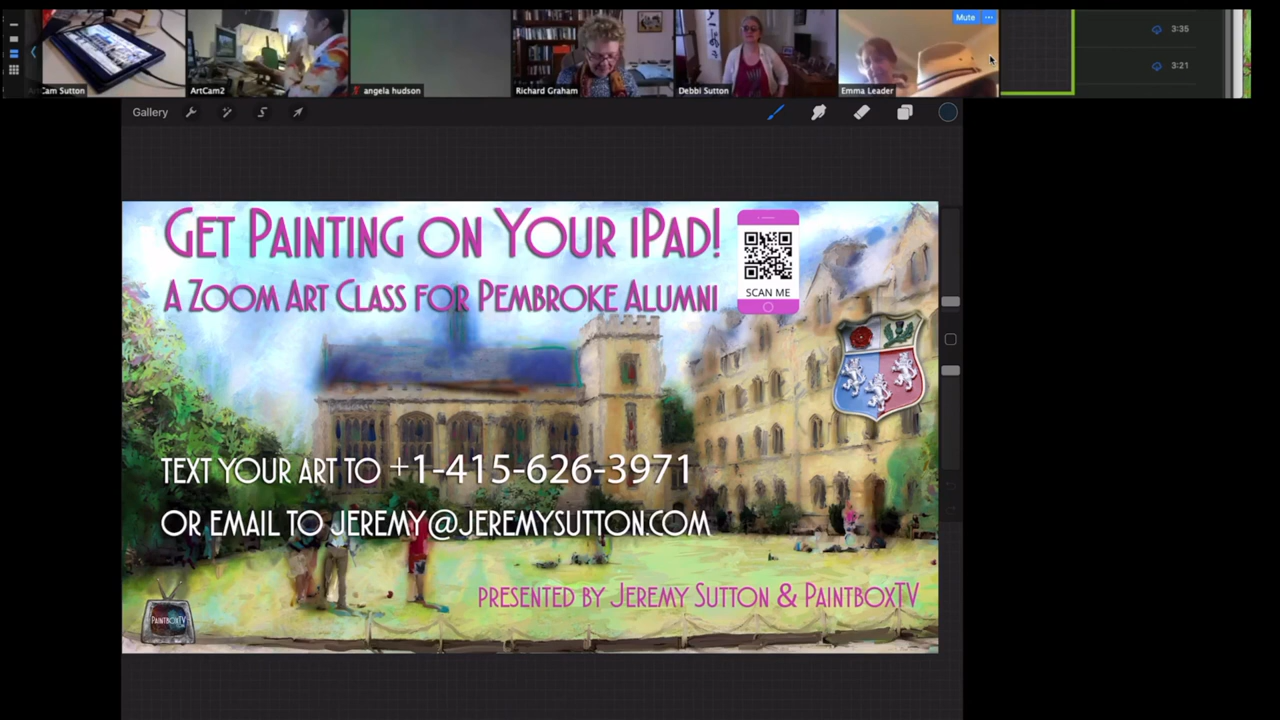 Mute
3:35
3:21
ArtCam Sutton
ArtCam2
angela hudson
Richard Graham
Debbi Sutton
Emma Leader
Gallery
GET PAINTING ON YOUR IPAD!
A ZOOM ART CLASS FOR PEMBROKE ALUMNI
SCAN ME
TEXT YOUR ART TO +1-415-626-3971
OR EMAIL TO JEREMY@JEREMYSUTTON.COM
PRESENTED BY JEREMY SUTTON & PAINTBOXTV
PAINTBOXTV